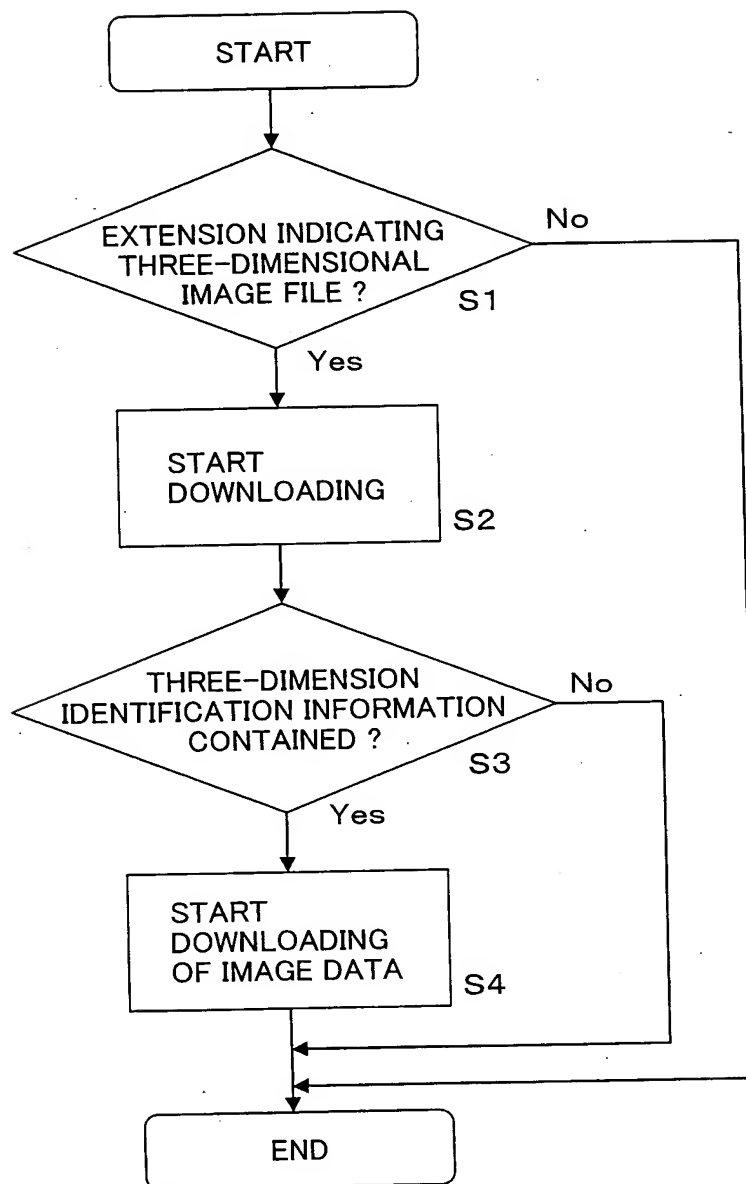 START
EXTENSION INDICATING
THREE-DIMENSIONAL
IMAGE FILE ?
No
S1
Yes
START
DOWNLOADING
S2
THREE-DIMENSION
IDENTIFICATION INFORMATION
CONTAINED ?
No
S3
Yes
START
DOWNLOADING
OF IMAGE DATA
S4
END